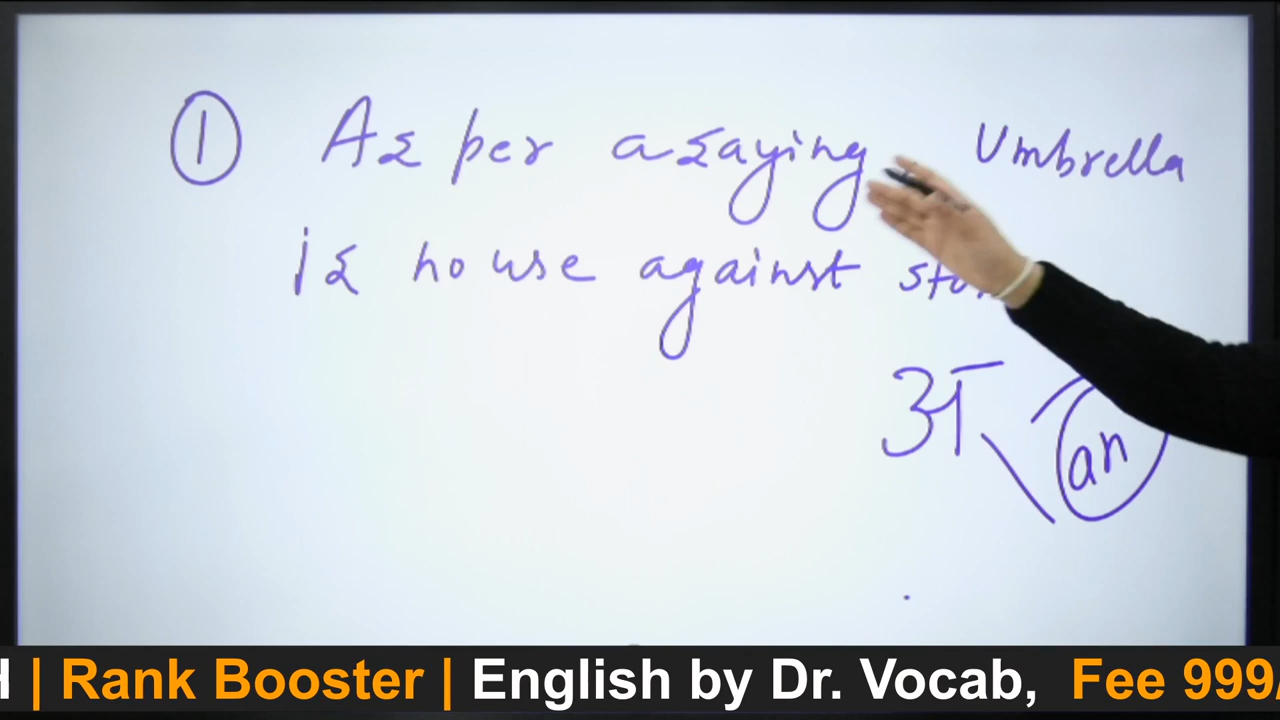 ① As per a saying Umbrella
is house against
अ an
| Rank Booster | English by Dr. Vocab, Fee 999/